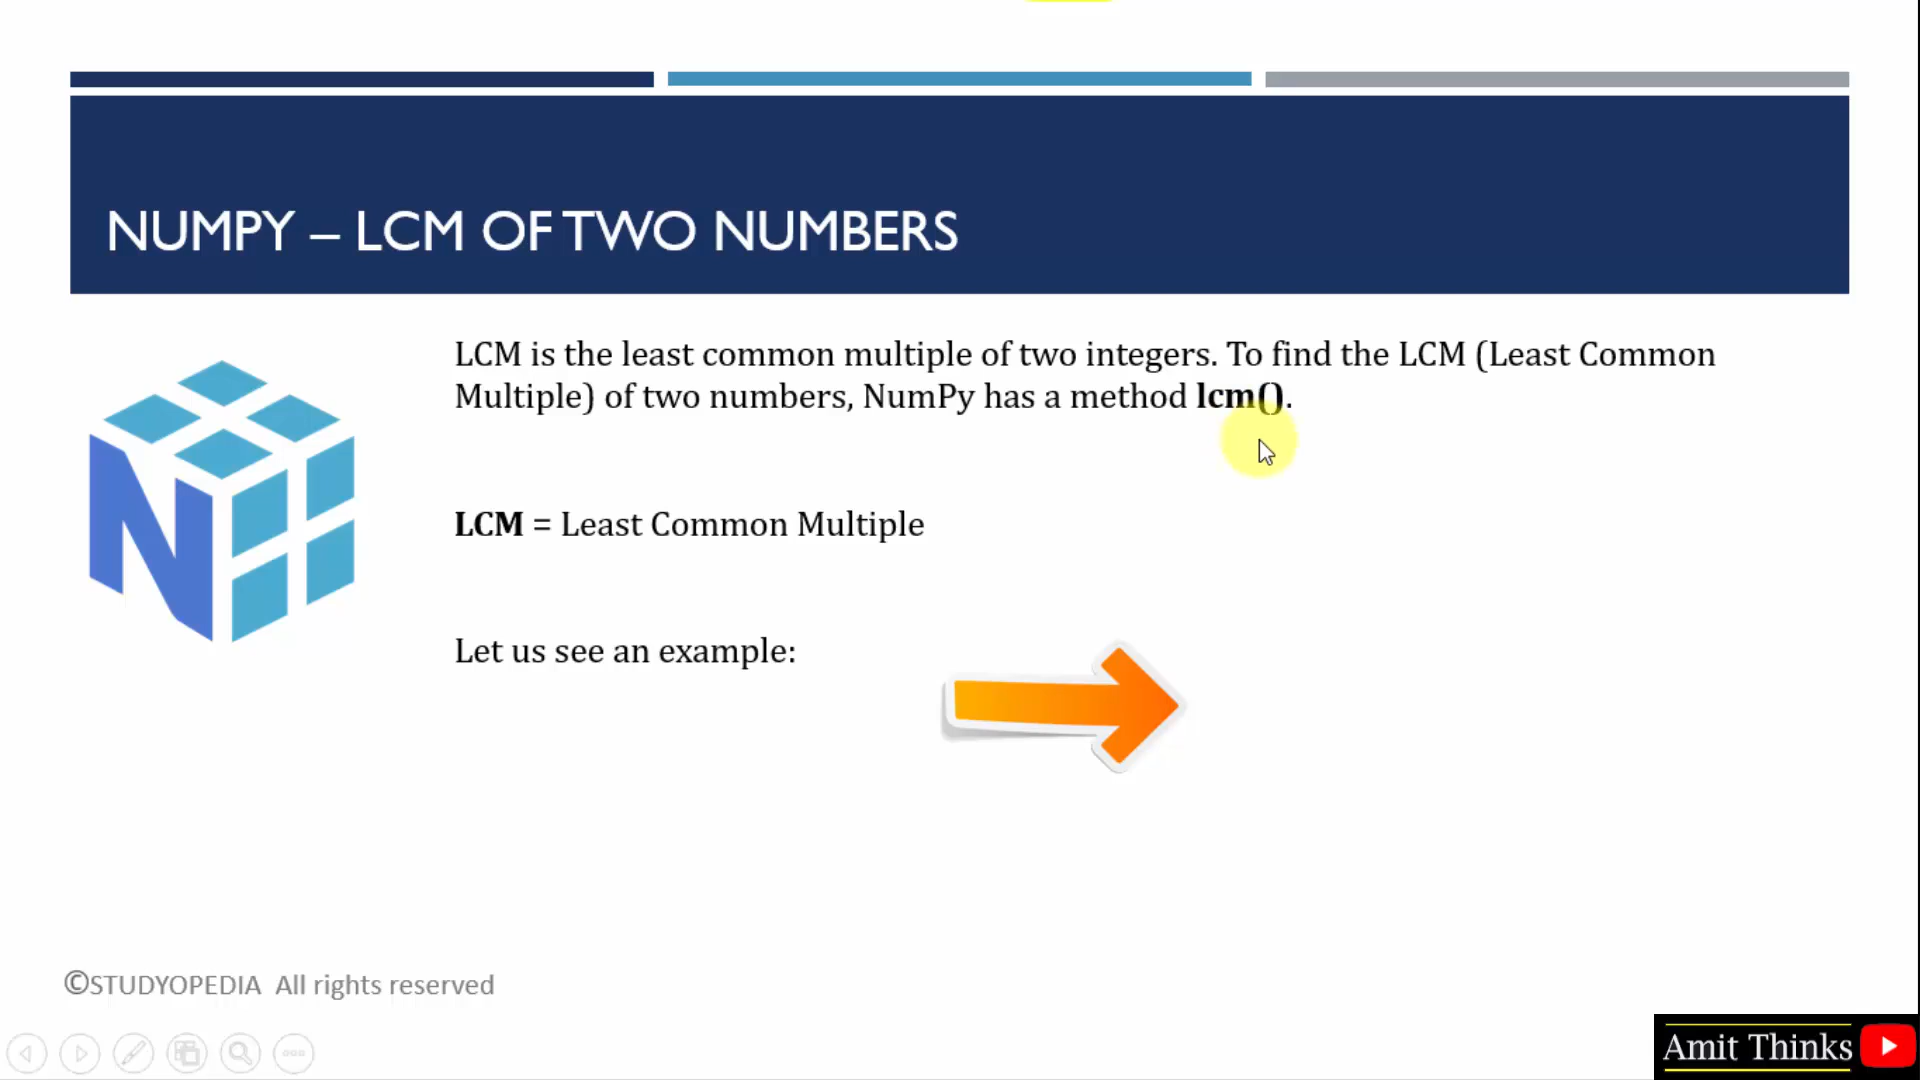 NUMPY – LCM OF TWO NUMBERS
LCM is the least common multiple of two integers. To find the LCM (Least Common
Multiple) of two numbers, NumPy has a method lcm().
LCM = Least Common Multiple
Let us see an example:
©STUDYOPEDIA All rights reserved
Amit Thinks